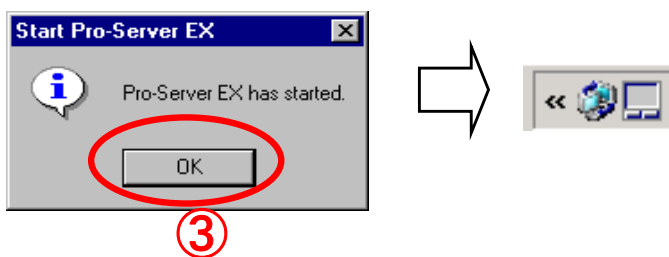 Start Pro-Server EX
Pro-Server EX has started.
OK
③
«